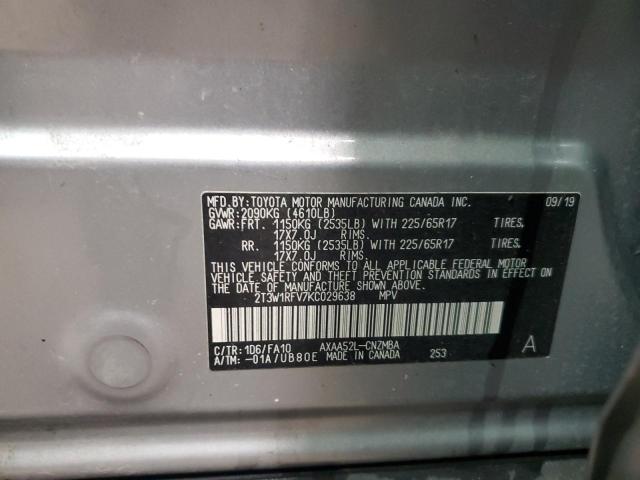 MFD.BY:TOYOTA MOTOR MANUFACTURING CANADA INC. 09/19
GVWR:2090KG (4610LB)
GAWR:FRT. 1150KG (2535LB) WITH 225/65R17 TIRES.
17X7.0J RIMS.
RR. 1150KG (2535LB) WITH 225/65R17 TIRES.
17X7.0J RIMS.
THIS VEHICLE CONFORMS TO ALL APPLICABLE FEDERAL MOTOR
VEHICLE SAFETY AND THEFT PREVENTION STANDARDS IN EFFECT ON
THE DATE OF MANUFACTURE SHOWN ABOVE.
2T3W1RFV7KC029638 MPV
C/TR:1D6/FA10 AXAA52L-CNZMBA
A/TM:-01A/UB80E MADE IN CANADA 253
A